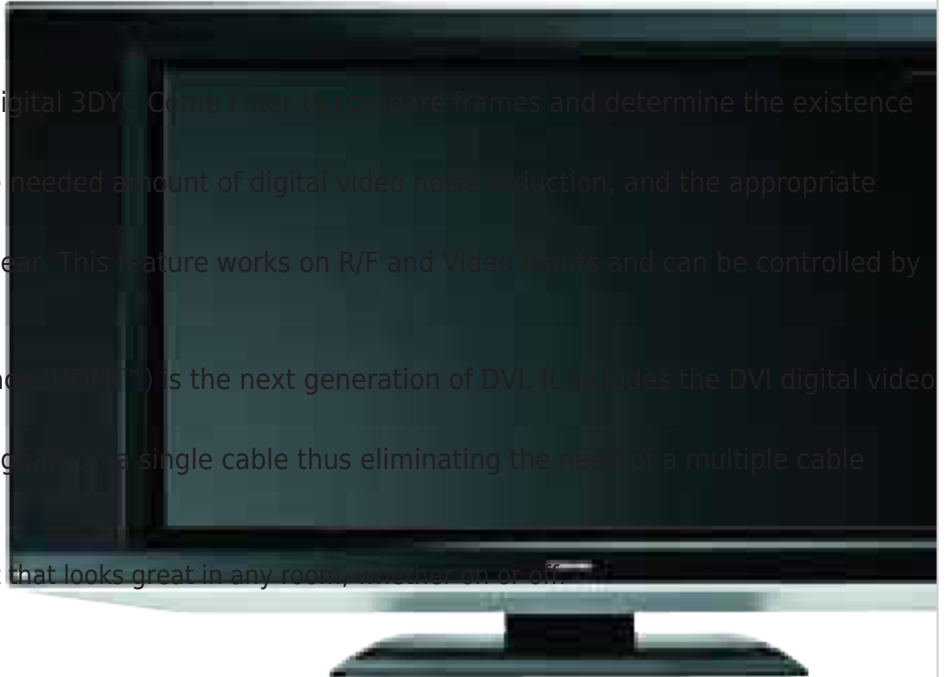 igital 3DYC Comb Filter to compare frames and determine the existence
needed amount of digital video noise reduction, and the appropriate
ear. This feature works on R/F and Video inputs and can be controlled by
is the next generation of DVI. It includes the DVI digital video
a single cable thus eliminating the need of a multiple cable
that looks great in any room, whether on or off.